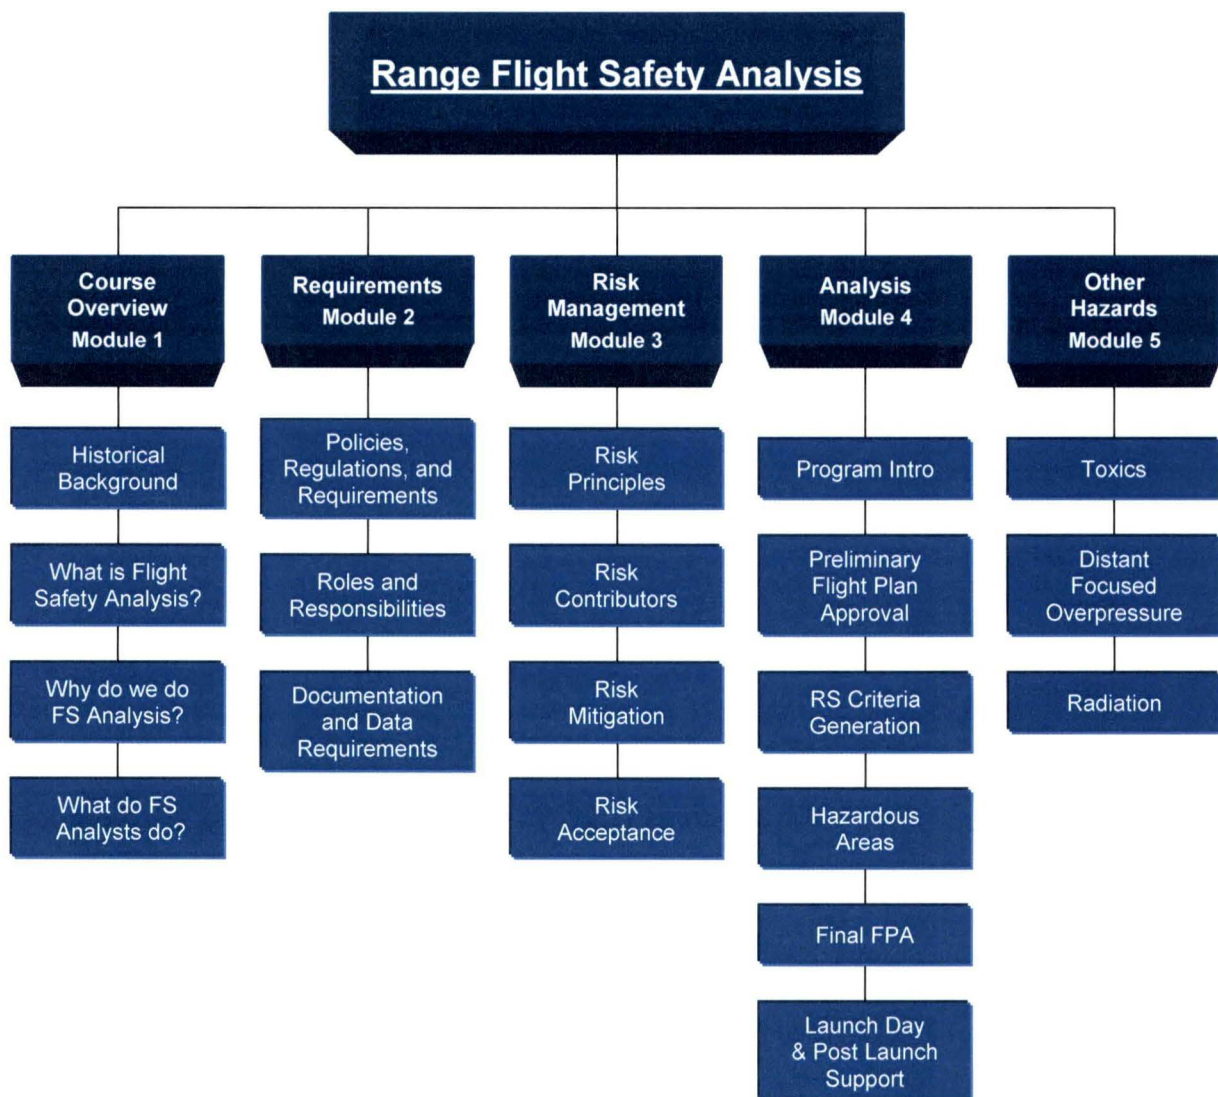 Range Flight Safety Analysis
Course
Overview
Module 1
Historical
Background
What is Flight
Safety Analysis?
Why do we do
FS Analysis?
What do FS
Analysts do?
Requirements
Module 2
Policies,
Regulations, and
Requirements
Roles and
Responsibilities
Documentation
and Data
Requirements
Risk
Management
Module 3
Risk
Principles
Risk
Contributors
Risk
Mitigation
Risk
Acceptance
Analysis
Module 4
Program Intro
Preliminary
Flight Plan
Approval
RS Criteria
Generation
Hazardous
Areas
Final FPA
Launch Day
& Post Launch
Support
Other
Hazards
Module 5
Toxics
Distant
Focused
Overpressure
Radiation